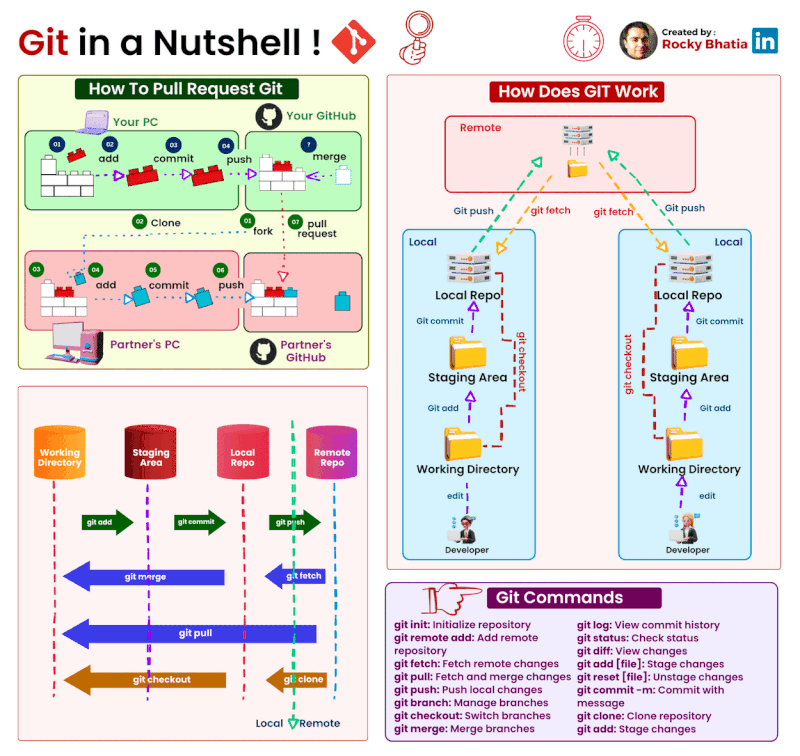 Git in a Nutshell !
Created by :
Rocky Bhatia
in
How To Pull Request Git
Your PC
Your GitHub
01
02
03
04
?
add
commit
push
merge
02
Clone
01
fork
07
pull
request
03
04
05
06
add
commit
push
Partner's PC
Partner's
GitHub
How Does GIT Work
Remote
Git push
git fetch
git fetch
Git push
Local
Local Repo
Git commit
git checkout
Staging Area
Git add
Working Directory
edit
Developer
Local
Local Repo
Git commit
git checkout
Staging Area
Git add
Working Directory
edit
Developer
Working
Directory
Staging
Area
Local
Repo
Remote
Repo
git add
git commit
git push
git merge
git fetch
git pull
git checkout
git clone
Local
Remote
Git Commands
git init: Initialize repository
git remote add: Add remote
repository
git fetch: Fetch remote changes
git pull: Fetch and merge changes
git push: Push local changes
git branch: Manage branches
git checkout: Switch branches
git merge: Merge branches
git log: View commit history
git status: Check status
git diff: View changes
git add [file]: Stage changes
git reset [file]: Unstage changes
git commit -m: Commit with
message
git clone: Clone repository
git add: Stage changes